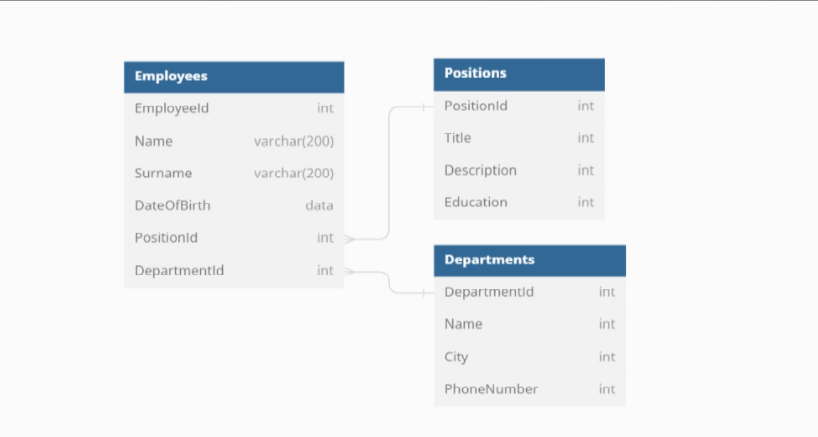 Employees
EmployeeId int
Name varchar(200)
Surname varchar(200)
DateOfBirth data
PositionId int
DepartmentId int
Positions
PositionId int
Title int
Description int
Education int
Departments
DepartmentId int
Name int
City int
PhoneNumber int